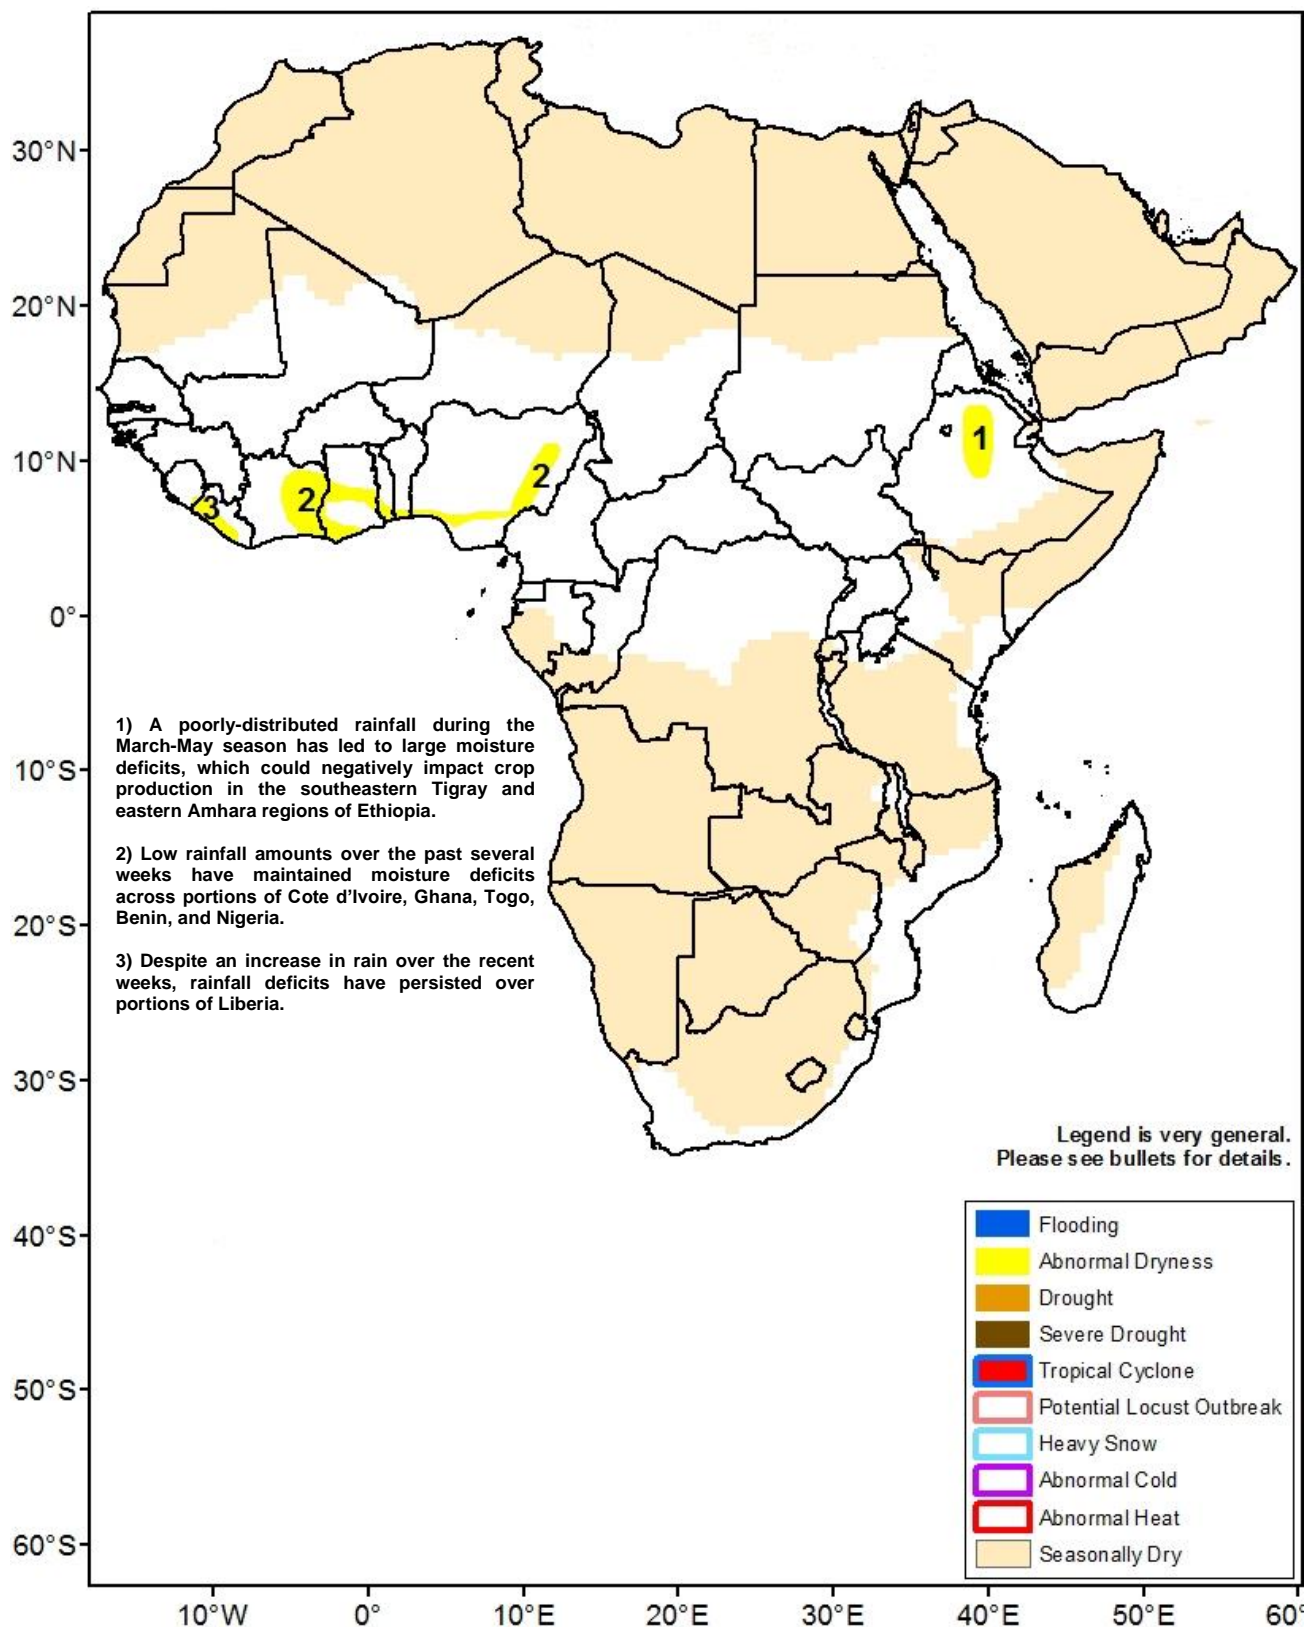 30°N
20°N
10°N
0°
10°S
20°S
30°S
40°S
50°S
60°S
1
2
2
3
1) A poorly-distributed rainfall during the
March-May season has led to large moisture
deficits, which could negatively impact crop
production in the southeastern Tigray and
eastern Amhara regions of Ethiopia.
2) Low rainfall amounts over the past several
weeks have maintained moisture deficits
across portions of Cote d'Ivoire, Ghana, Togo,
Benin, and Nigeria.
3) Despite an increase in rain over the recent
weeks, rainfall deficits have persisted over
portions of Liberia.
Legend is very general.
Please see bullets for details.
Flooding
Abnormal Dryness
Drought
Severe Drought
Tropical Cyclone
Potential Locust Outbreak
Heavy Snow
Abnormal Cold
Abnormal Heat
Seasonally Dry
10°W 0° 10°E 20°E 30°E 40°E 50°E 60°